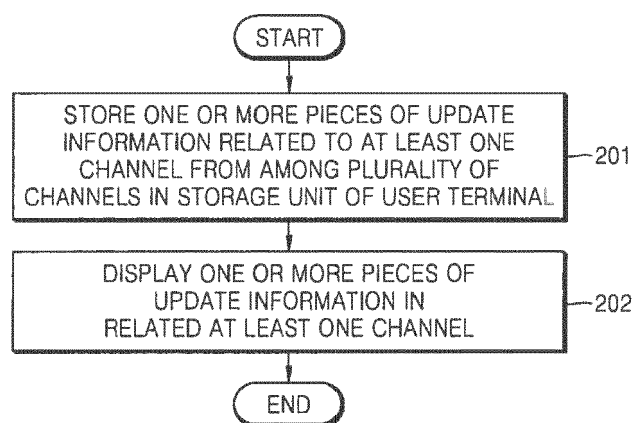 START
STORE ONE OR MORE PIECES OF UPDATE
INFORMATION RELATED TO AT LEAST ONE
CHANNEL FROM AMONG PLURALITY OF
CHANNELS IN STORAGE UNIT OF USER TERMINAL
201
DISPLAY ONE OR MORE PIECES OF
UPDATE INFORMATION IN
RELATED AT LEAST ONE CHANNEL
202
END